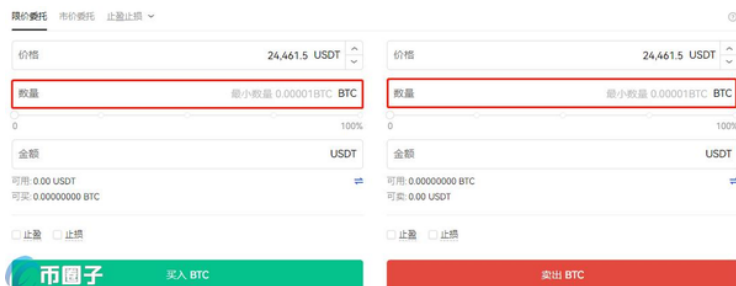 限价委托 市价委托 止盈止损
价格 24,461.5 USDT
数量 最小数量 0.00001BTC BTC
0 100%
金额 USDT
可用: 0.00 USDT
可买: 0.00000000 BTC
止盈 止损
买入 BTC
价格 24,461.5 USDT
数量 最小数量 0.00001BTC BTC
0 100%
金额 USDT
可用: 0.00000000 BTC
可卖: 0.00 USDT
止盈 止损
卖出 BTC
币圈子